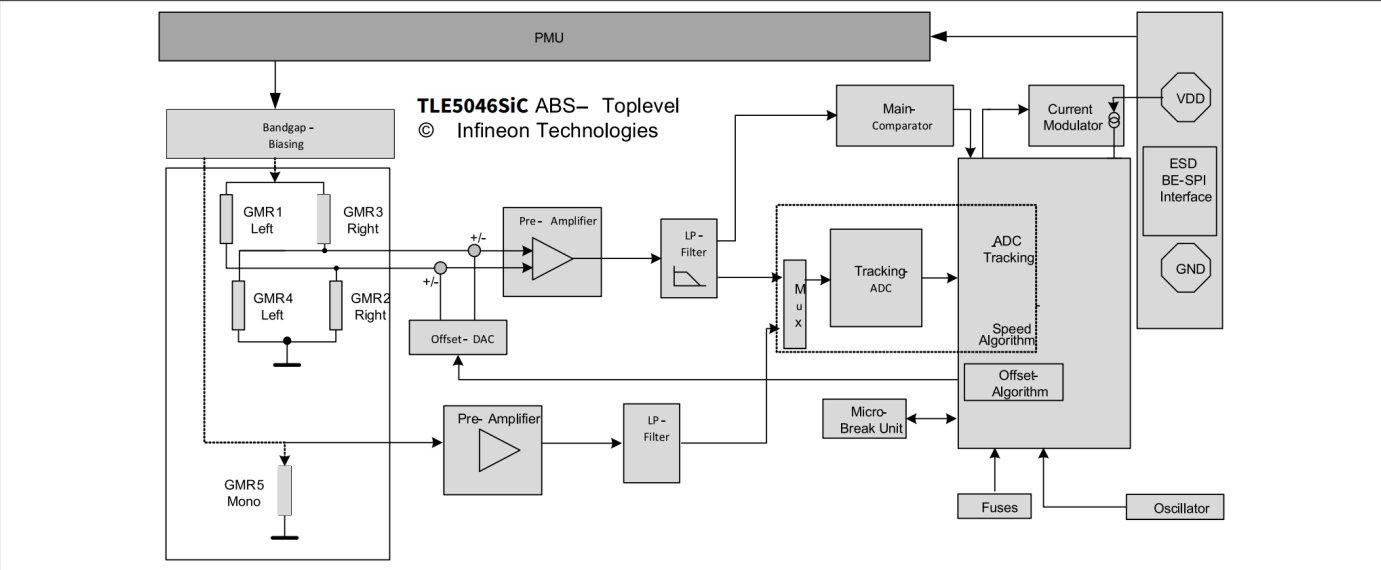 PMU
TLE5046SiC ABS– Toplevel
© Infineon Technologies
Bandgap -
Biasing
Main-
Comparator
Current
Modulator
VDD
ESD
BE-SPI
Interface
GND
GMR1
Left
GMR3
Right
GMR4
Left
GMR2
Right
+/-
+/-
Pre- Amplifier
LP-
Filter
M
u
x
Tracking-
ADC
ADC
Tracking
Speed
Algorithm
Offset- DAC
Offset-
Algorithm
Micro-
Break Unit
Pre- Amplifier
LP-
Filter
GMR5
Mono
Fuses
Oscillator